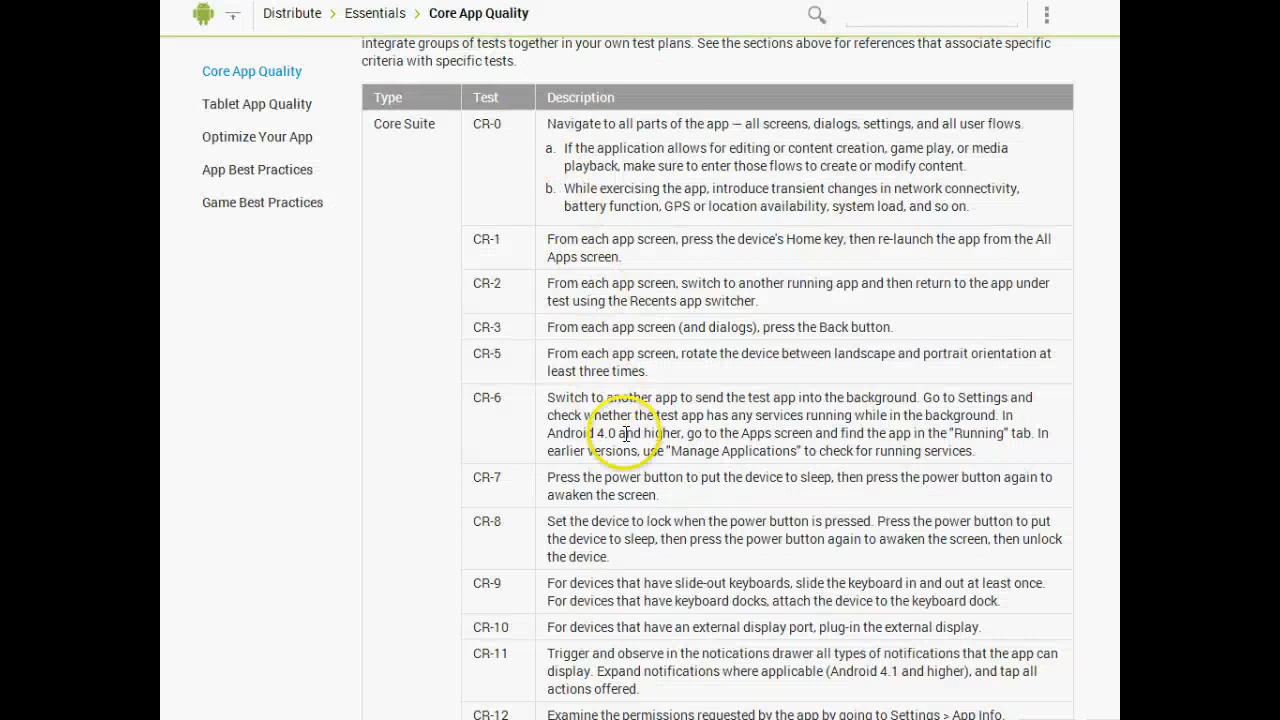 Distribute > Essentials > Core App Quality
integrate groups of tests together in your own test plans. See the sections above for references that associate specific
criteria with specific tests.
Core App Quality
Tablet App Quality
Optimize Your App
App Best Practices
Game Best Practices
Type Test Description
Core Suite CR-0 Navigate to all parts of the app — all screens, dialogs, settings, and all user flows.
a. If the application allows for editing or content creation, game play, or media
playback, make sure to enter those flows to create or modify content.
b. While exercising the app, introduce transient changes in network connectivity,
battery function, GPS or location availability, system load, and so on.
CR-1 From each app screen, press the device's Home key, then re-launch the app from the All
Apps screen.
CR-2 From each app screen, switch to another running app and then return to the app under
test using the Recents app switcher.
CR-3 From each app screen (and dialogs), press the Back button.
CR-5 From each app screen, rotate the device between landscape and portrait orientation at
least three times.
CR-6 Switch to another app to send the test app into the background. Go to Settings and
check whether the test app has any services running while in the background. In
Android 4.0 and higher, go to the Apps screen and find the app in the "Running" tab. In
earlier versions, use "Manage Applications" to check for running services.
CR-7 Press the power button to put the device to sleep, then press the power button again to
awaken the screen.
CR-8 Set the device to lock when the power button is pressed. Press the power button to put
the device to sleep, then press the power button again to awaken the screen, then unlock
the device.
CR-9 For devices that have slide-out keyboards, slide the keyboard in and out at least once.
For devices that have keyboard docks, attach the device to the keyboard dock.
CR-10 For devices that have an external display port, plug-in the external display.
CR-11 Trigger and observe in the notications drawer all types of notifications that the app can
display. Expand notifications where applicable (Android 4.1 and higher), and tap all
actions offered.
CR-12 Examine the permissions requested by the app by going to Settings > App Info.